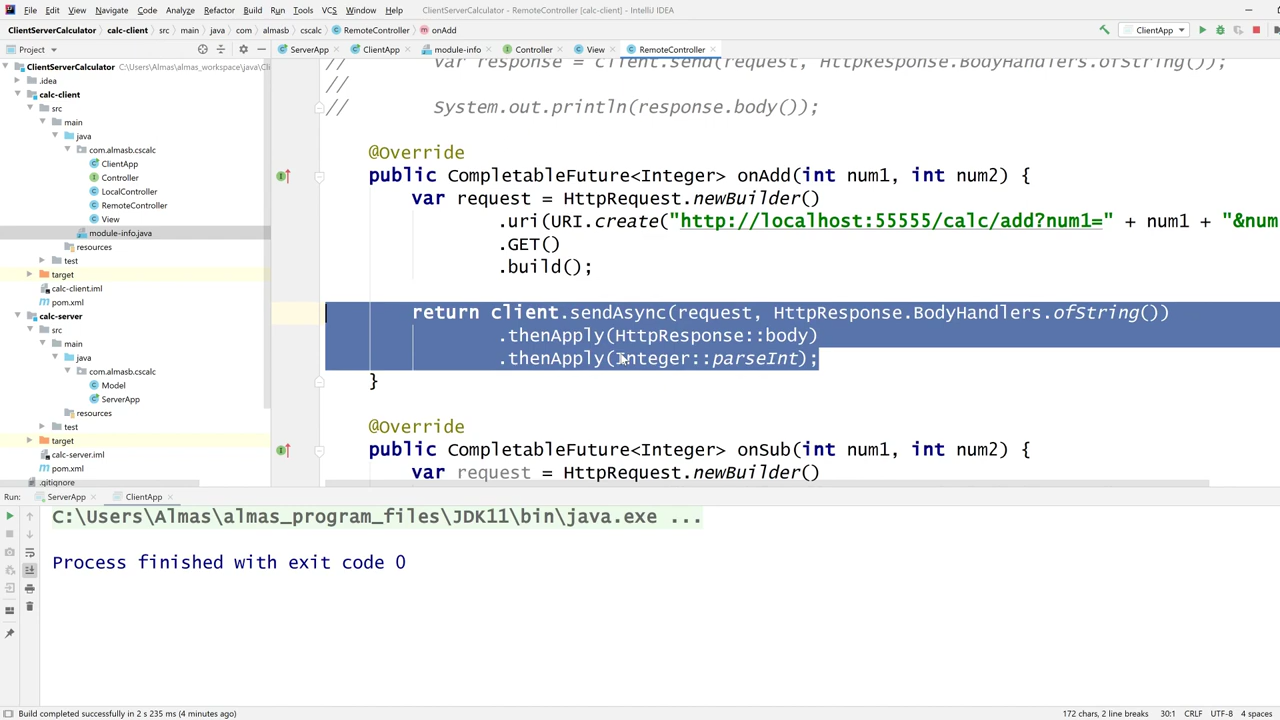 File Edit View Navigate Code Analyze Refactor Build Run Tools VCS Window Help
ClientServerCalculator - RemoteController [calc-client] - IntelliJ IDEA
ClientServerCalculator calc-client src main java com almasb cscalc RemoteController onAdd
ClientApp
Project
ServerApp ClientApp module-info Controller View RemoteController
ClientServerCalculator C:\Users\Almas\almas_workspace\java\Cli
.idea
calc-client
src
main
java
com.almasb.cscalc
ClientApp
Controller
LocalController
RemoteController
View
module-info.java
resources
test
target
calc-client.iml
pom.xml
calc-server
src
main
java
com.almasb.cscalc
Model
ServerApp
resources
test
target
calc-server.iml
pom.xml
.gitignore
// var response = client.send(request, HttpResponse.BodyHandlers.ofString());
//
// System.out.println(response.body());
@Override
public CompletableFuture<Integer> onAdd(int num1, int num2) {
var request = HttpRequest.newBuilder()
.uri(URI.create("http://localhost:55555/calc/add?num1=" + num1 + "&num
.GET()
.build();
return client.sendAsync(request, HttpResponse.BodyHandlers.ofString())
.thenApply(HttpResponse::body)
.thenApply(Integer::parseInt);
}
@Override
public CompletableFuture<Integer> onSub(int num1, int num2) {
var request = HttpRequest.newBuilder()
Run: ServerApp ClientApp
C:\Users\Almas\almas_program_files\JDK11\bin\java.exe ...
Process finished with exit code 0
Build completed successfully in 2 s 235 ms (4 minutes ago)
172 chars, 2 line breaks 30:1 CRLF UTF-8 4 spaces